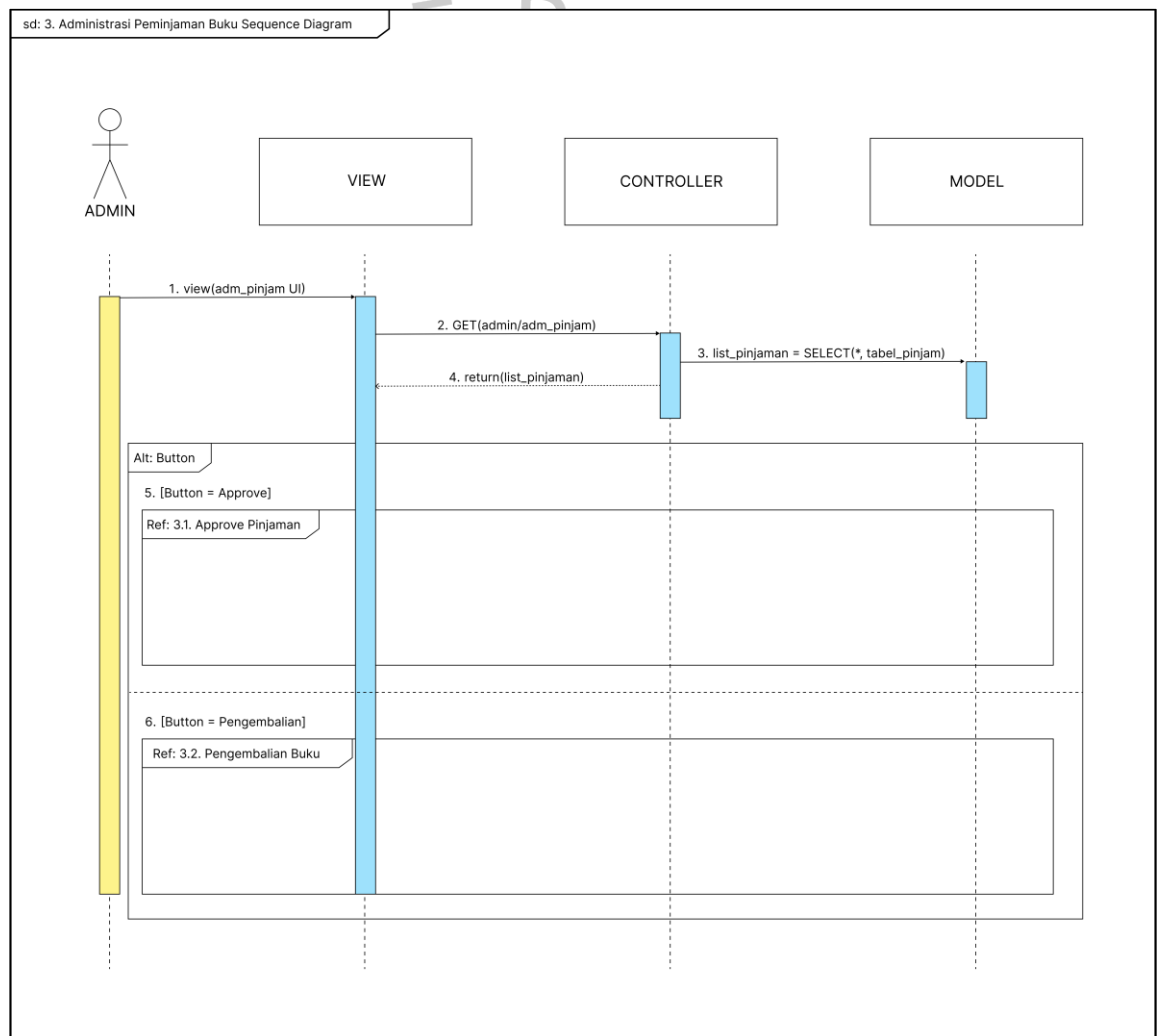 sd: 3. Administrasi Peminjaman Buku Sequence Diagram
ADMIN
VIEW
CONTROLLER
MODEL
1. view(adm_pinjam UI)
2. GET(admin/adm_pinjam)
3. list_pinjaman = SELECT(*, tabel_pinjam)
4. return(list_pinjaman)
Alt: Button
5. [Button = Approve]
Ref: 3.1. Approve Pinjaman
6. [Button = Pengembalian]
Ref: 3.2. Pengembalian Buku